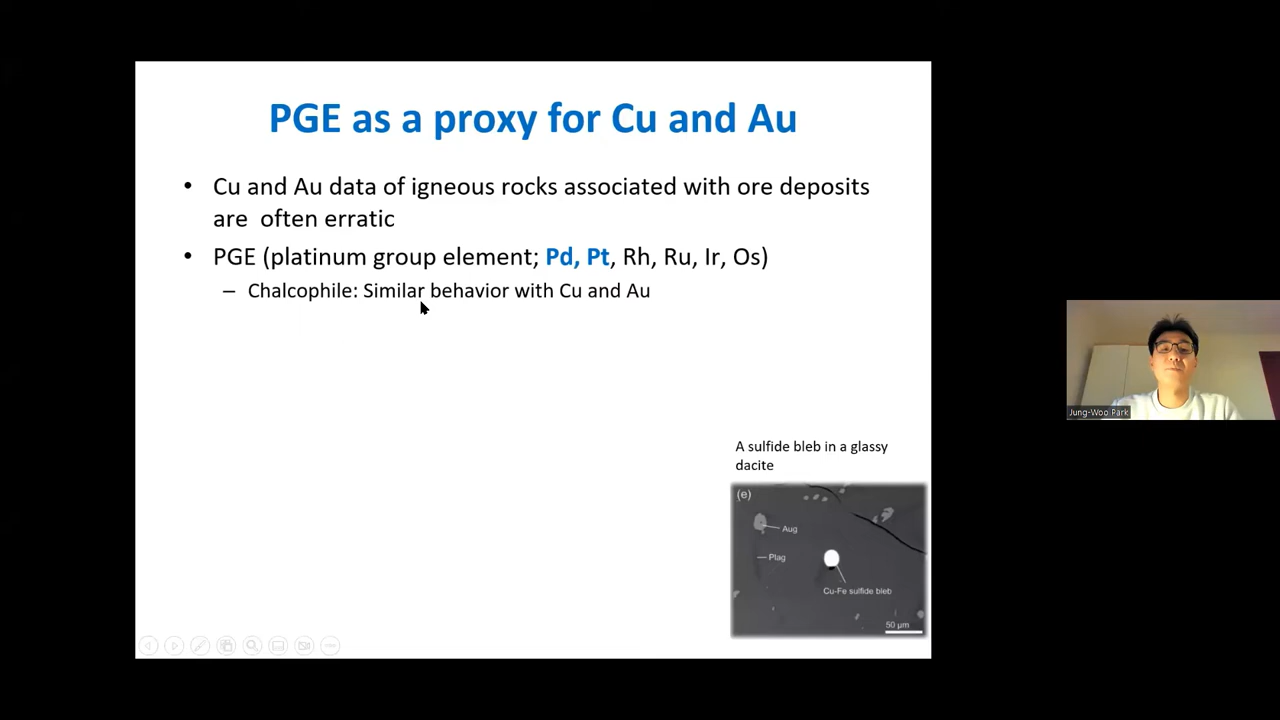 PGE as a proxy for Cu and Au
• Cu and Au data of igneous rocks associated with ore deposits
are often erratic
• PGE (platinum group element; Pd, Pt, Rh, Ru, Ir, Os)
– Chalcophile: Similar behavior with Cu and Au
A sulfide bleb in a glassy
dacite
(e)
Aug
Plag
Cu-Fe sulfide bleb
50 μm
Jung-Woo Park